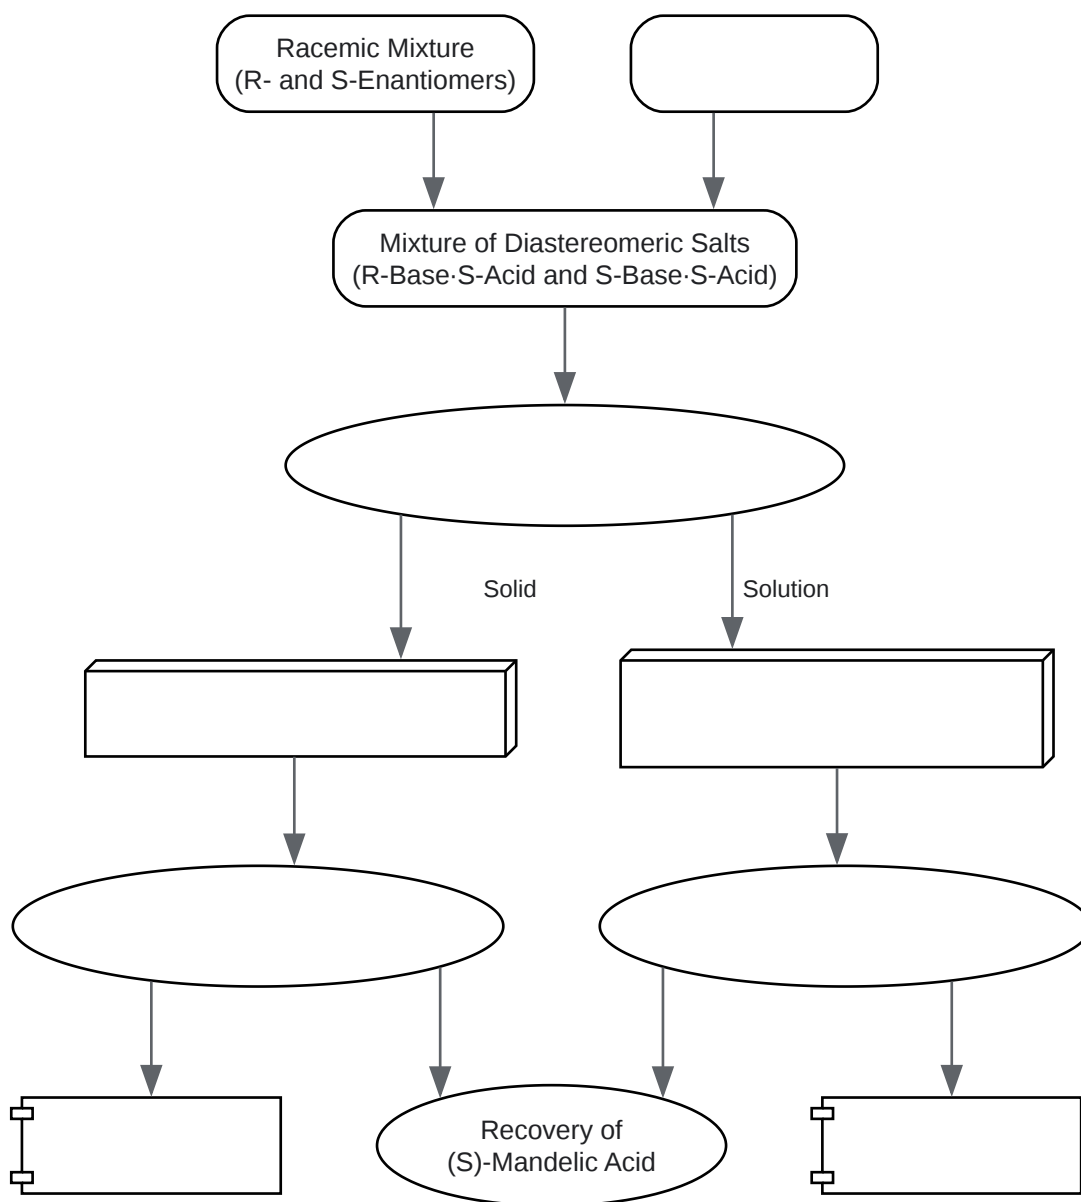 Racemic Mixture
(R- and S-Enantiomers)
Mixture of Diastereomeric Salts
(R-Base·S-Acid and S-Base·S-Acid)
Solid
Solution
Recovery of
(S)-Mandelic Acid